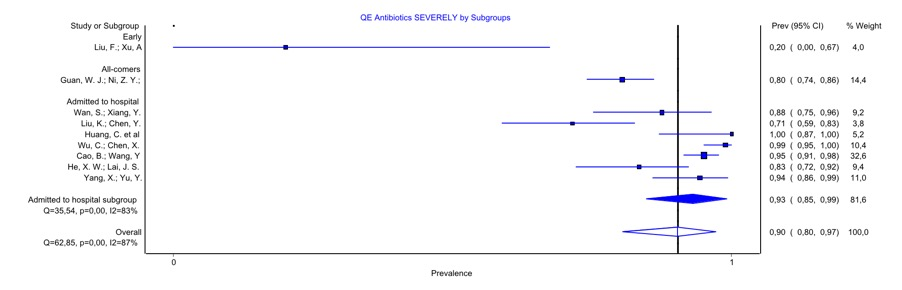 QE Antibiotics SEVERELY by Subgroups
Study or Subgroup Prev (95% CI) % Weight
Early
Liu, F.; Xu, A 0,20 ( 0,00, 0,67) 4,0
All-comers
Guan, W. J.; Ni, Z. Y.; 0,80 ( 0,74, 0,86) 14,4
Admitted to hospital
Wan, S.; Xiang, Y. 0,88 ( 0,75, 0,96) 9,2
Liu, K.; Chen, Y. 0,71 ( 0,59, 0,83) 3,8
Huang, C. et al 1,00 ( 0,87, 1,00) 5,2
Wu, C.; Chen, X. 0,99 ( 0,95, 1,00) 10,4
Cao, B.; Wang, Y 0,95 ( 0,91, 0,98) 32,6
He, X. W.; Lai, J. S. 0,83 ( 0,72, 0,92) 9,4
Yang, X.; Yu, Y. 0,94 ( 0,86, 0,99) 11,0
Admitted to hospital subgroup 0,93 ( 0,85, 0,99) 81,6
Q=35,54, p=0,00, I2=83%
Overall 0,90 ( 0,80, 0,97) 100,0
Q=62,85, p=0,00, I2=87%
0 1
Prevalence